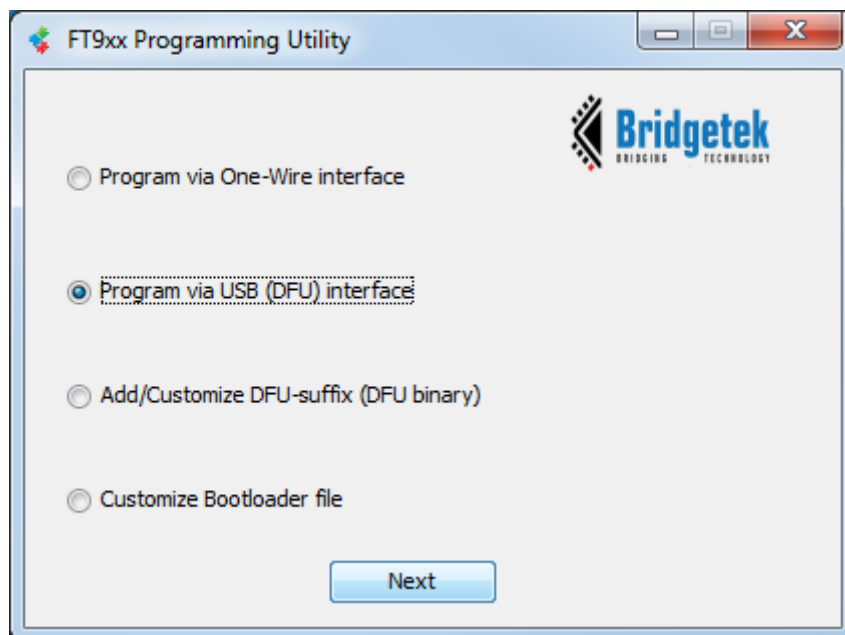 FT9xx Programming Utility
Bridgetek
BRIDGING TECHNOLOGY
Program via One-Wire interface
Program via USB (DFU) interface
Add/Customize DFU-suffix (DFU binary)
Customize Bootloader file
Next